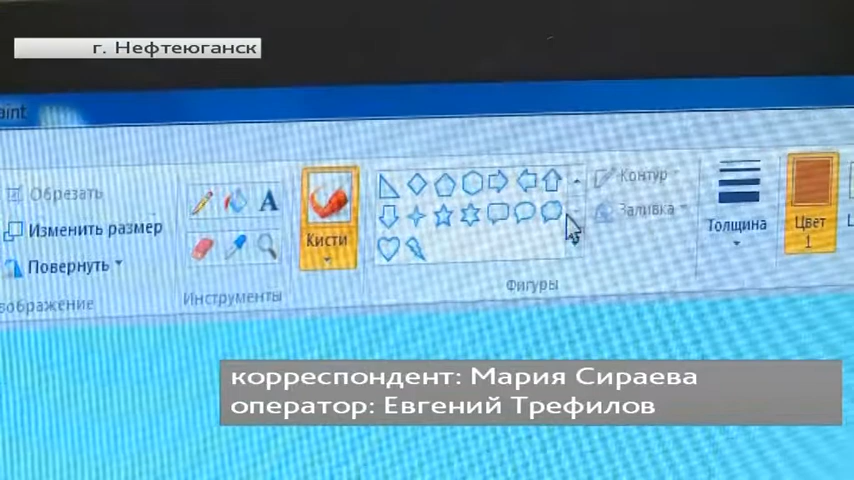 г. Нефтеюганск
aint
Обрезать
Изменить размер
Повернуть
зображение
A
Инструменты
Кисти
Фигуры
Контур
Заливка
Толщина
Цвет
1
корреспондент: Мария Сираева
оператор: Евгений Трефилов